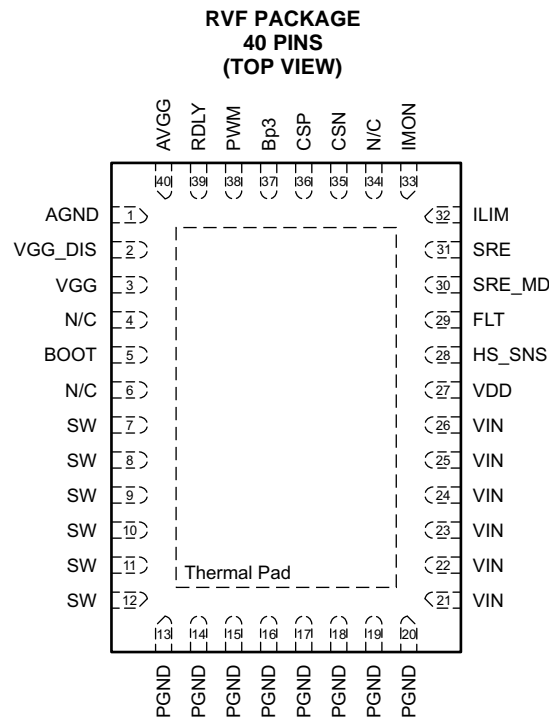 RVF PACKAGE
40 PINS
(TOP VIEW)
AVGG RDLY PWM Bp3 CSP CSN N/C IMON
40 39 38 37 36 35 34 33
AGND 1 32 ILIM
VGG_DIS 2 31 SRE
VGG 3 30 SRE_MD
N/C 4 29 FLT
BOOT 5 28 HS_SNS
N/C 6 27 VDD
SW 7 26 VIN
SW 8 25 VIN
SW 9 24 VIN
SW 10 23 VIN
SW 11 22 VIN
Thermal Pad
SW 12 21 VIN
13 14 15 16 17 18 19 20
PGND PGND PGND PGND PGND PGND PGND PGND